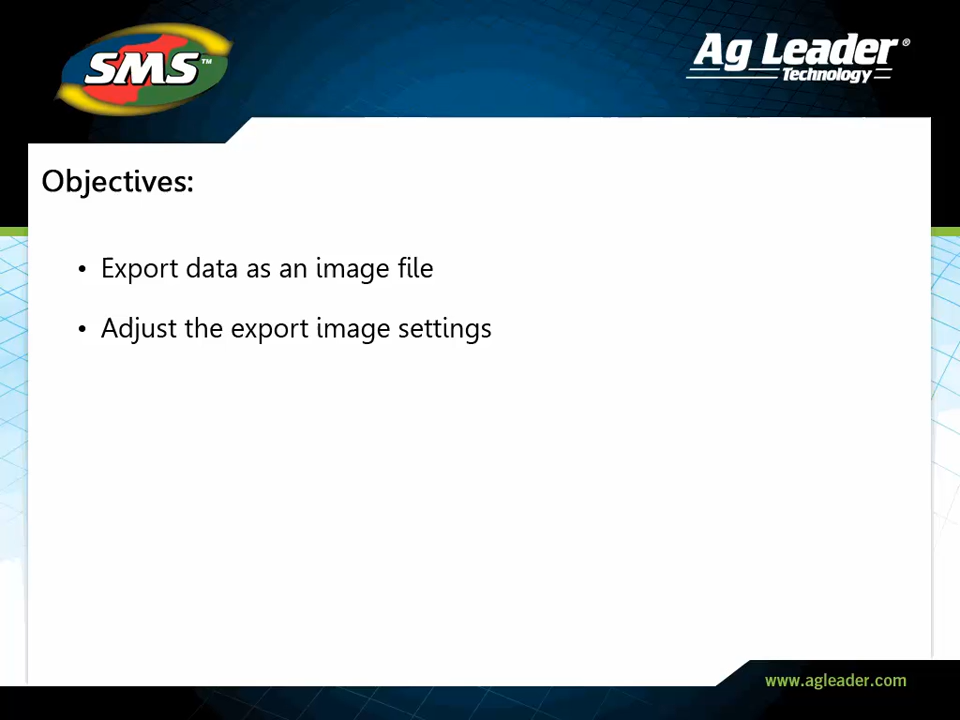 SMS™
Ag Leader®
Technology
Objectives:
• Export data as an image file
• Adjust the export image settings
www.agleader.com